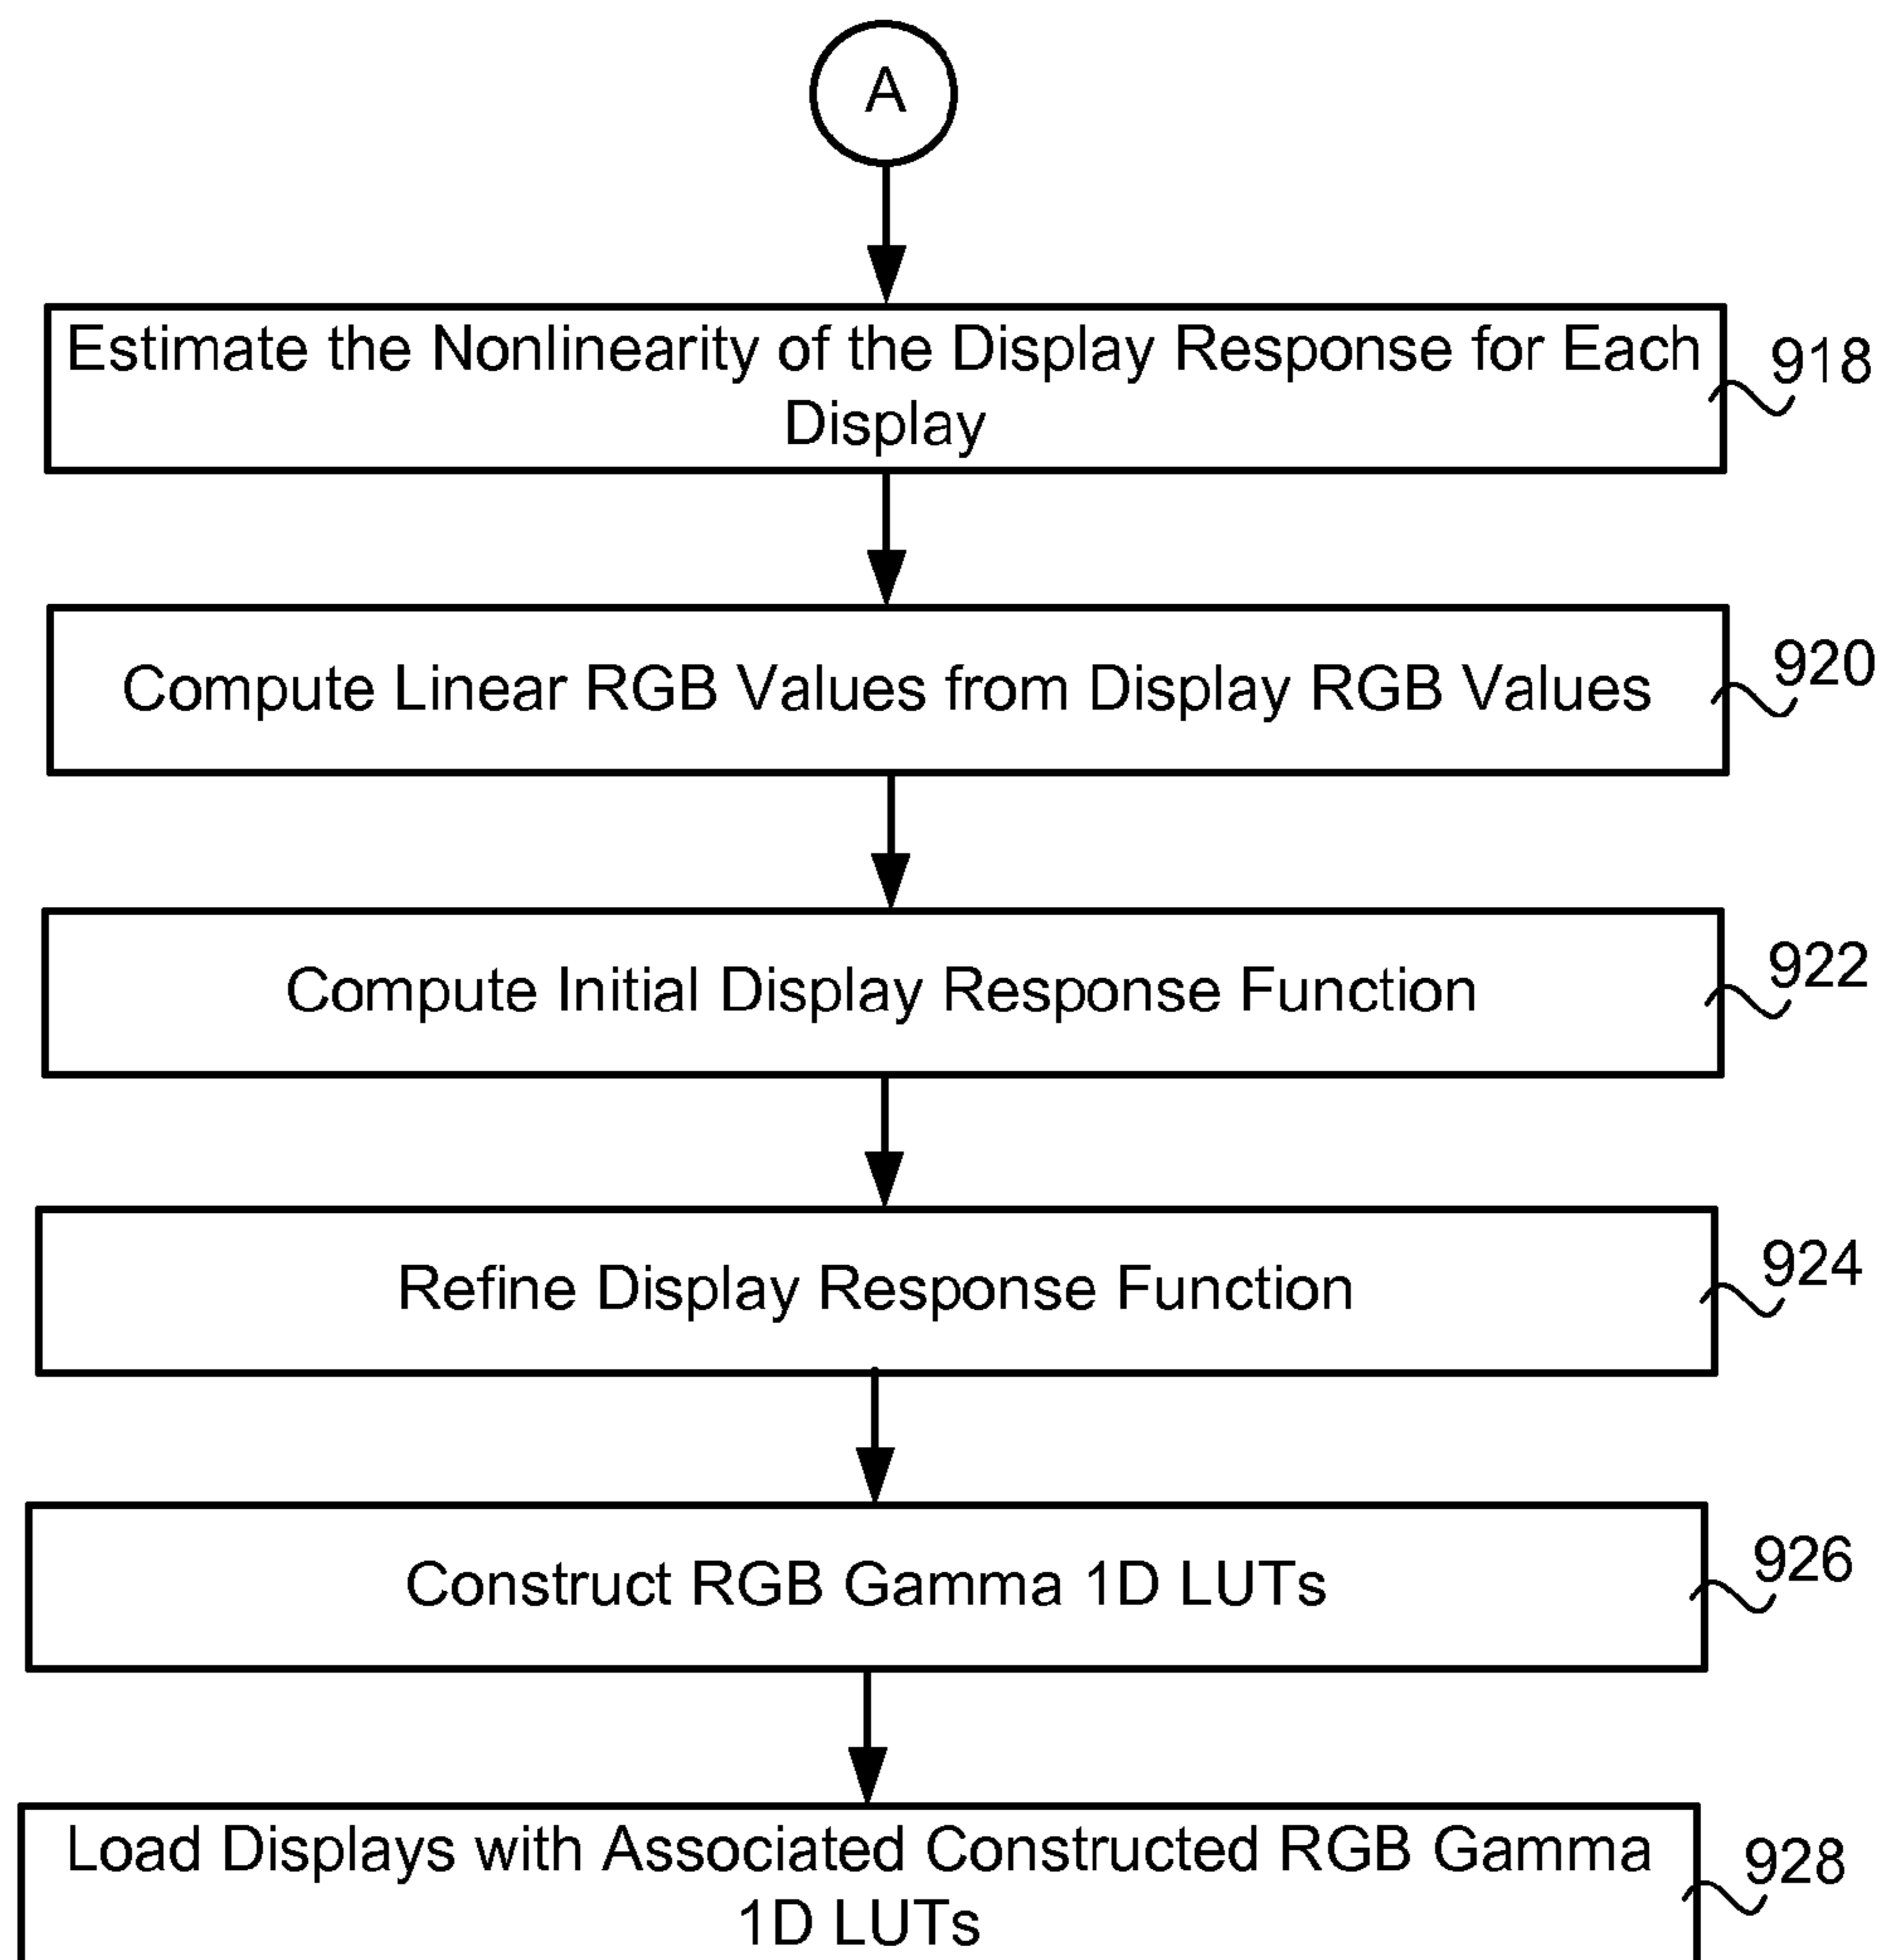 A
Estimate the Nonlinearity of the Display Response for Each
Display
918
Compute Linear RGB Values from Display RGB Values
920
Compute Initial Display Response Function
922
Refine Display Response Function
924
Construct RGB Gamma 1D LUTs
926
Load Displays with Associated Constructed RGB Gamma
1D LUTs
928